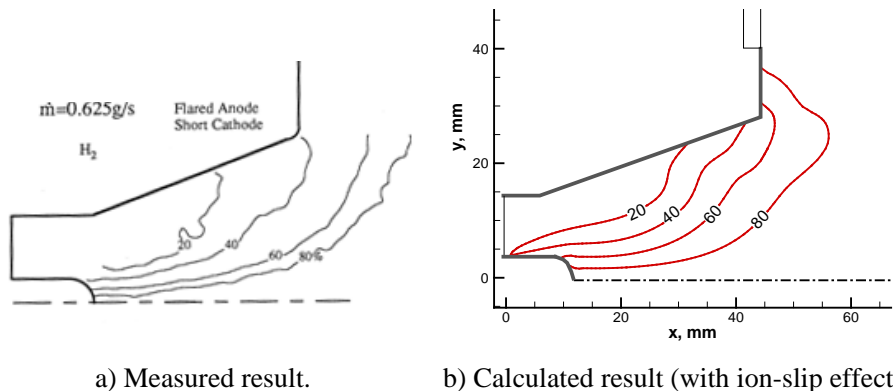 ṁ=0.625g/s
Flared Anode
Short Cathode
H₂
20
40
60
80%
a) Measured result.
y, mm
40
20
0
20
40
60
80
0
20
40
60
x, mm
b) Calculated result (with ion-slip effect